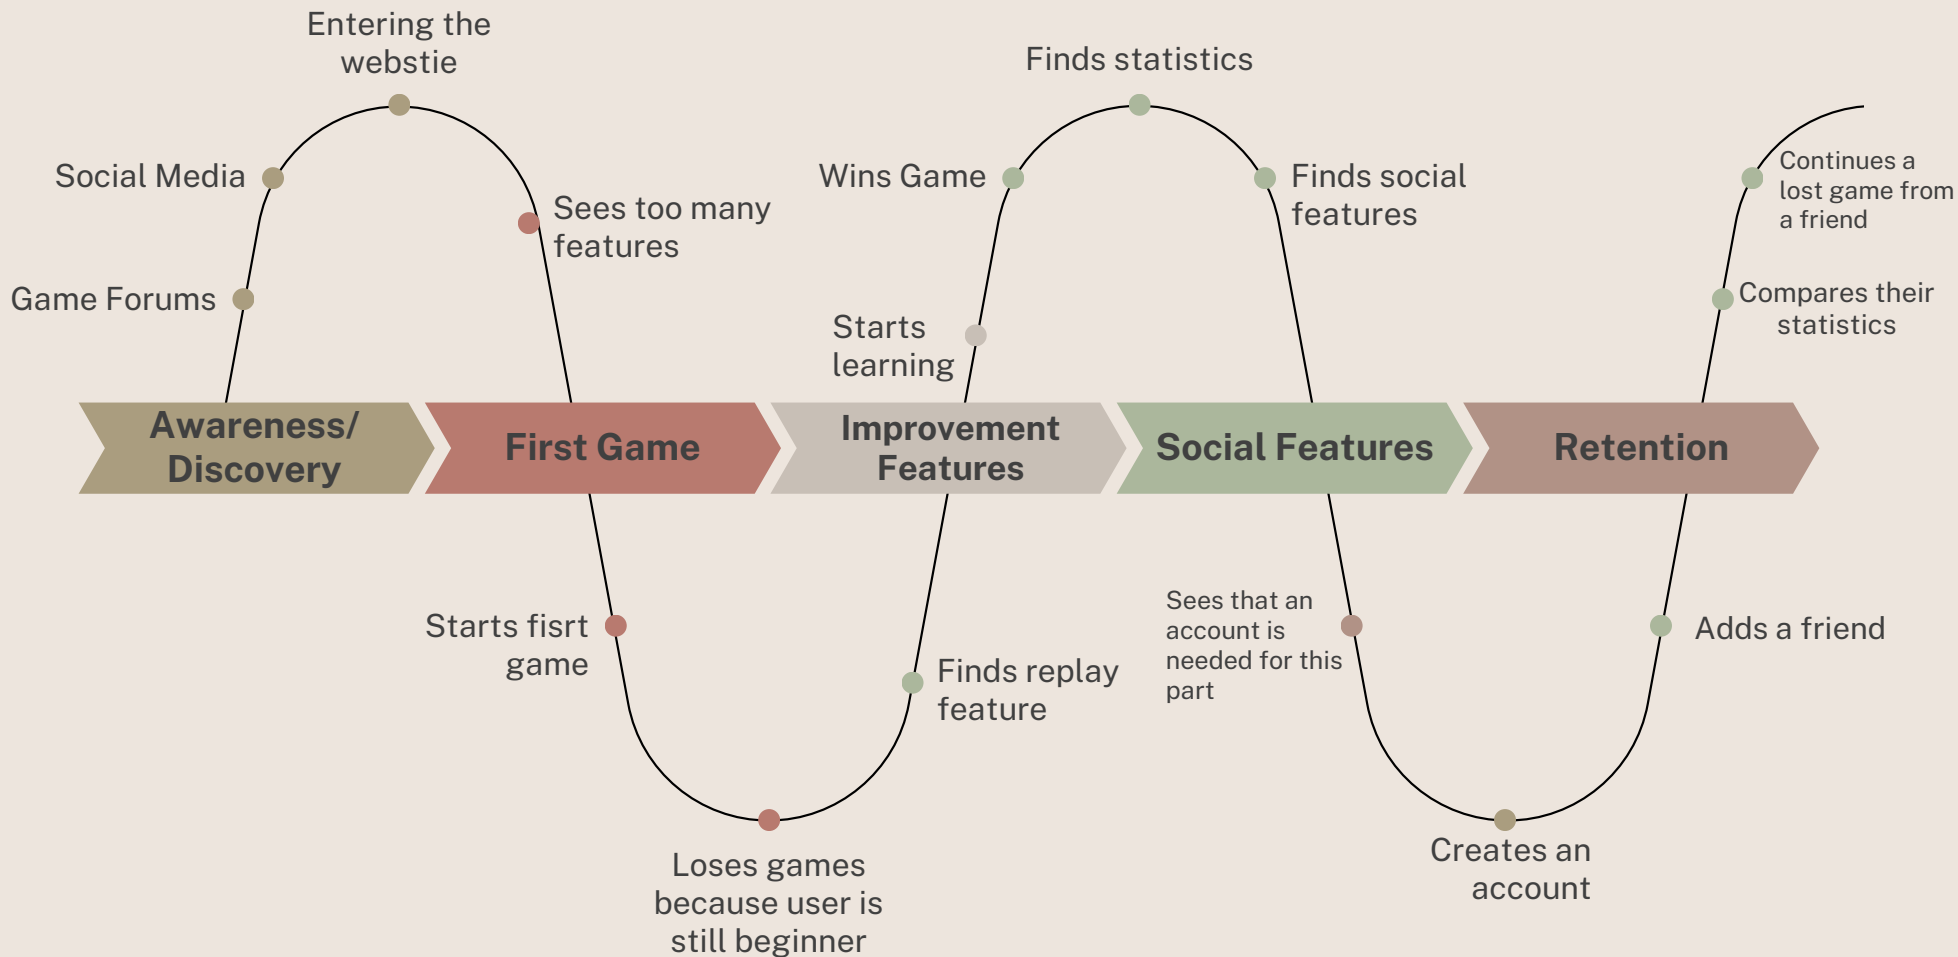 Entering the
webstie
Social Media
Game Forums
Sees too many
features
Starts fisrt
game
Loses games
because user is
still beginner
Finds replay
feature
Starts
learning
Wins Game
Finds statistics
Finds social
features
Sees that an
account is
needed for this
part
Creates an
account
Adds a friend
Compares their
statistics
Continues a
lost game from
a friend
Awareness/
Discovery
First Game
Improvement
Features
Social Features
Retention